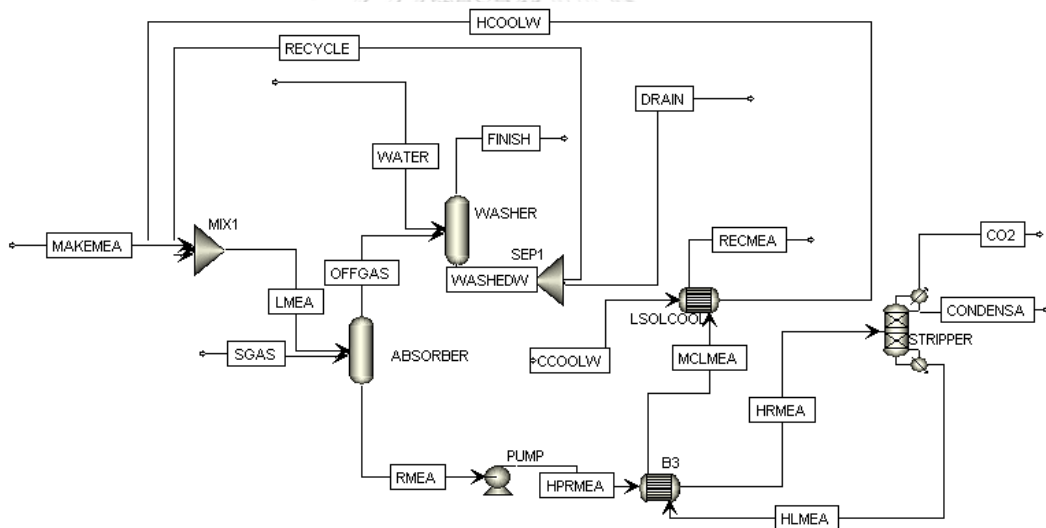 HCOOLW
RECYCLE
DRAIN
FINISH
WATER
WASHER
MIX1
MAKEMEA
RECMEA
CO2
SEP1
OFFGAS
WASHEDW
LMEA
CONDENSA
LSOLCOOL
STRIPPER
SGAS
ABSORBER
CCOOLW
MCLMEA
HRMEA
PUMP
B3
RMEA
HPRMEA
HLMEA